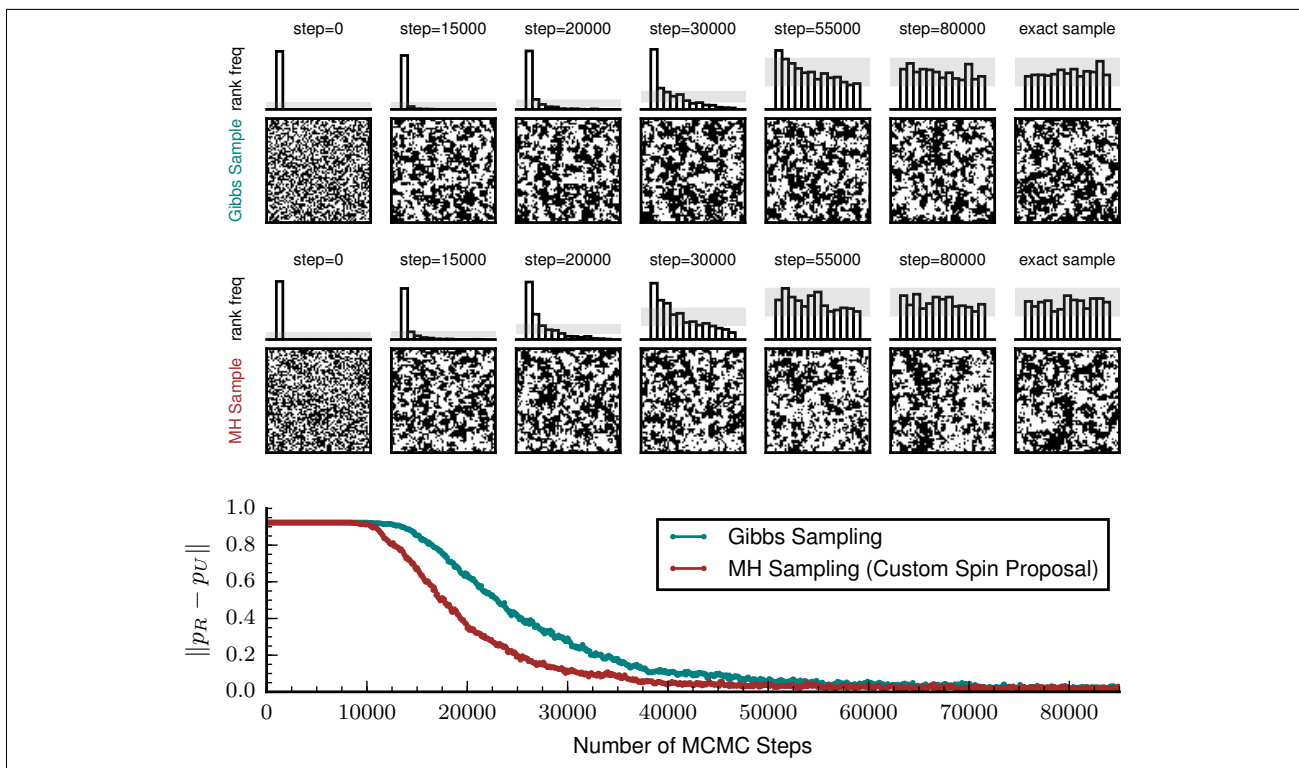 step=0 step=15000 step=20000 step=30000 step=55000 step=80000 exact sample
rank freq
Gibbs Sample
step=0 step=15000 step=20000 step=30000 step=55000 step=80000 exact sample
rank freq
MH Sample
1.0
0.8
0.6
0.4
0.2
0.0
||p_R − p_U||
Gibbs Sampling
MH Sampling (Custom Spin Proposal)
0 10000 20000 30000 40000 50000 60000 70000 80000
Number of MCMC Steps